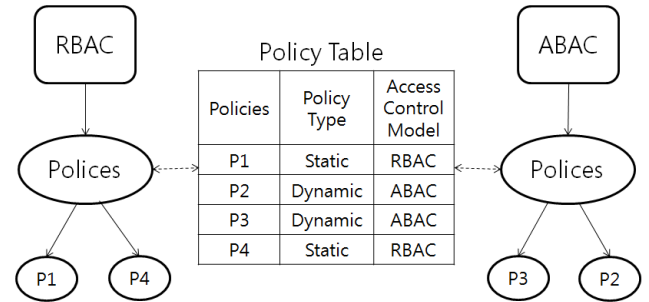 RBAC
ABAC
Policy Table
Policies Policy Type Access Control Model
P1 Static RBAC
P2 Dynamic ABAC
P3 Dynamic ABAC
P4 Static RBAC
Polices
Polices
P1
P4
P3
P2